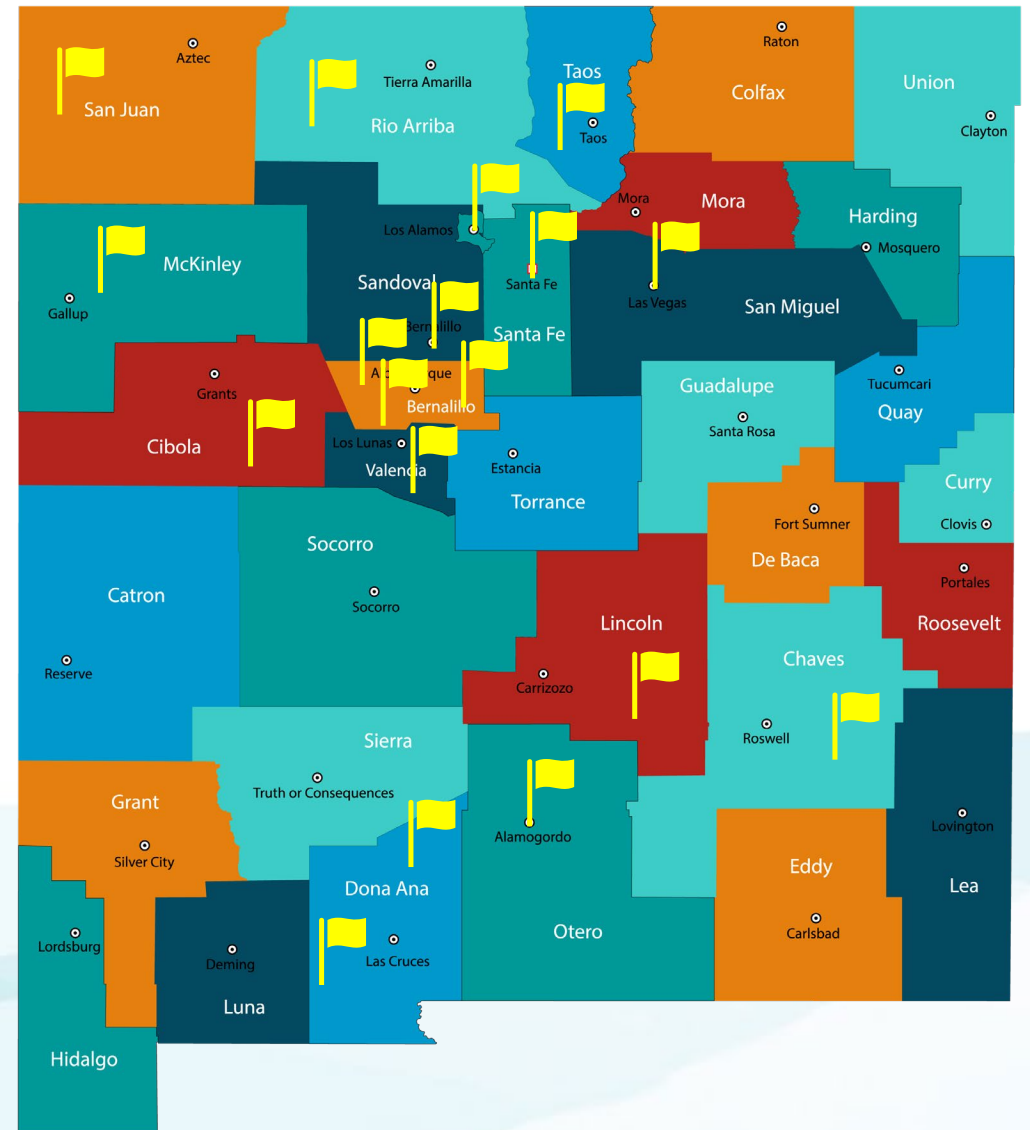 Aztec
San Juan
Tierra Amarilla
Rio Arriba
Taos
Taos
Raton
Colfax
Union
Clayton
McKinley
Gallup
Los Alamos
Sandoval
Bernalillo
Santa Fe
Santa Fe
Mora
Mora
Las Vegas
San Miguel
Harding
Mosquero
Grants
Cibola
Bernalillo
Los Lunas
Valencia
Estancia
Torrance
Guadalupe
Santa Rosa
Tucumcari
Quay
Curry
Clovis
Fort Sumner
De Baca
Portales
Roosevelt
Catron
Reserve
Socorro
Socorro
Lincoln
Carrizozo
Chaves
Roswell
Sierra
Truth or Consequences
Grant
Silver City
Alamogordo
Otero
Lovington
Lea
Eddy
Carlsbad
Dona Ana
Las Cruces
Lordsburg
Hidalgo
Deming
Luna